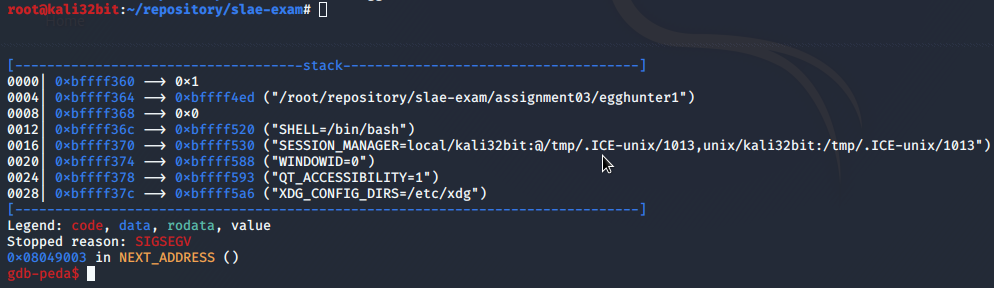 root@kali32bit:~/repository/slae-exam#
[------------------------------------stack-------------------------------------]
0000| 0×bffff360 --> 0×1
0004| 0×bffff364 --> 0×bffff4ed ("/root/repository/slae-exam/assignment03/egghunter1")
0008| 0×bffff368 --> 0×0
0012| 0×bffff36c --> 0×bffff520 ("SHELL=/bin/bash")
0016| 0×bffff370 --> 0×bffff530 ("SESSION_MANAGER=local/kali32bit:@/tmp/.ICE-unix/1013,unix/kali32bit:/tmp/.ICE-unix/1013")
0020| 0×bffff374 --> 0×bffff588 ("WINDOWID=0")
0024| 0×bffff378 --> 0×bffff593 ("QT_ACCESSIBILITY=1")
0028| 0×bffff37c --> 0×bffff5a6 ("XDG_CONFIG_DIRS=/etc/xdg")
[------------------------------------------------------------------------------]
Legend: code, data, rodata, value
Stopped reason: SIGSEGV
0×08049003 in NEXT_ADDRESS ()
gdb-peda$